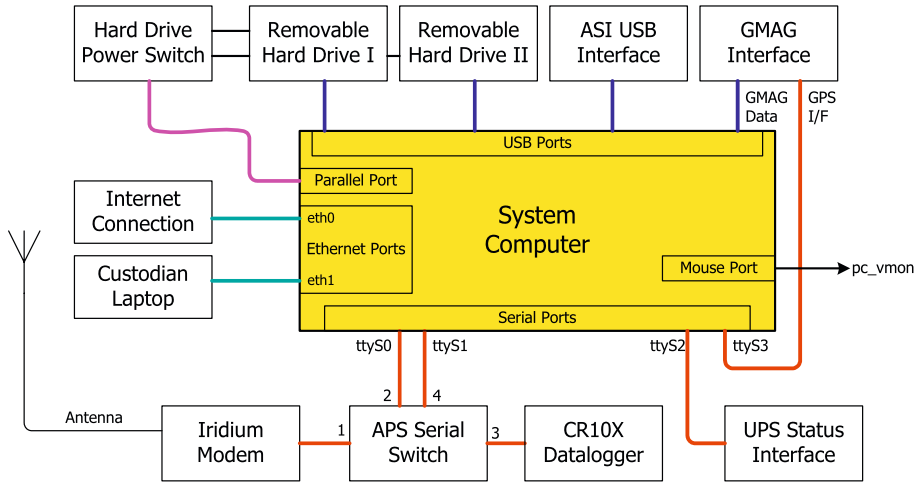 Hard Drive
Power Switch
Removable
Hard Drive I
Removable
Hard Drive II
ASI USB
Interface
GMAG
Interface
GMAG
Data
GPS
I/F
USB Ports
Parallel Port
Internet
Connection
eth0
Ethernet Ports
eth1
System
Computer
Custodian
Laptop
Mouse Port
pc_vmon
Serial Ports
ttyS0
ttyS1
ttyS2
ttyS3
2
4
Antenna
Iridium
Modem
1
APS Serial
Switch
3
CR10X
Datalogger
UPS Status
Interface